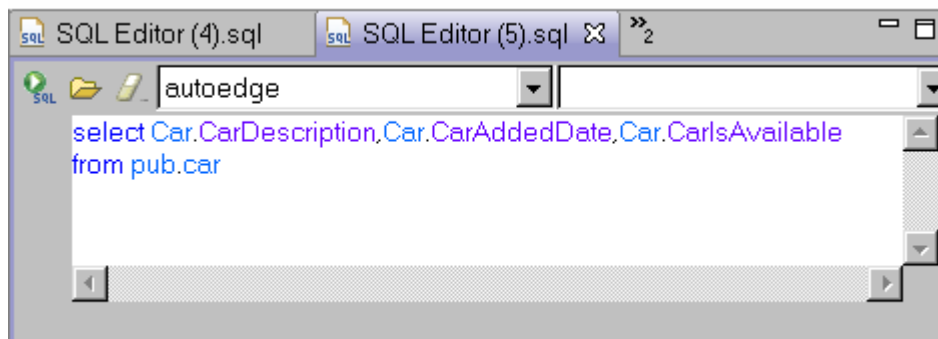 SQL Editor (4).sql SQL Editor (5).sql »2
SQL autoedge
select Car.CarDescription,Car.CarAddedDate,Car.CarIsAvailable
from pub.car